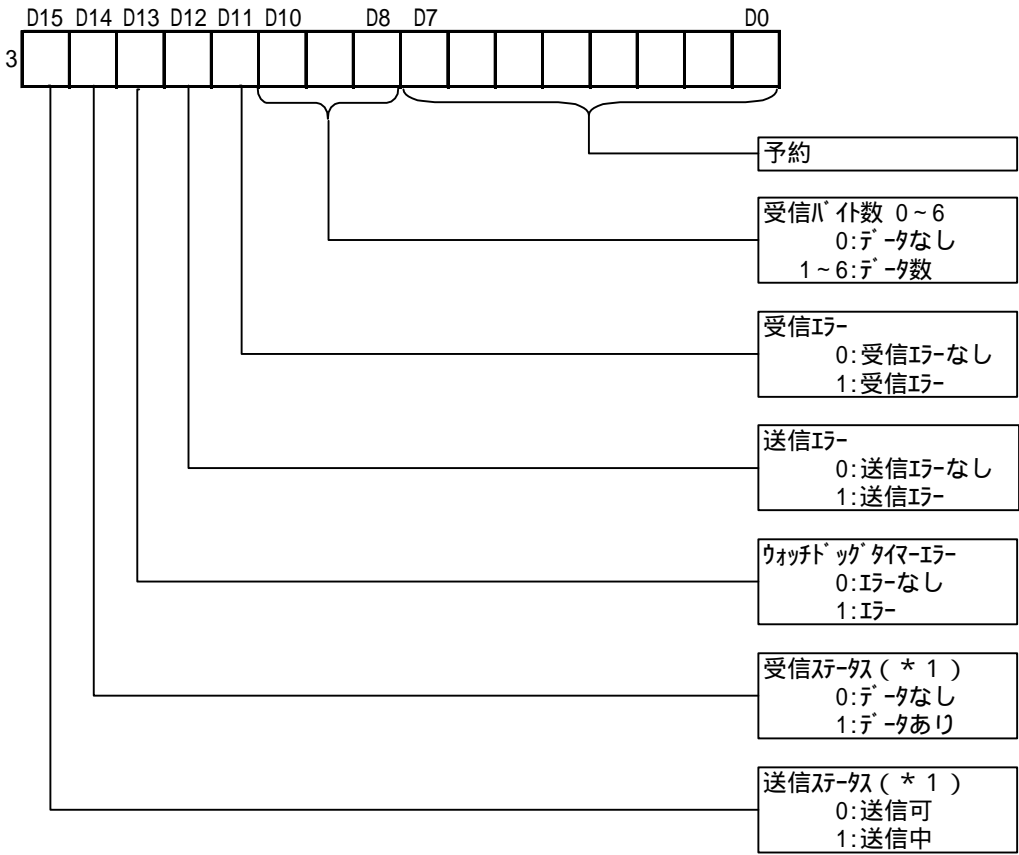 D15 D14 D13 D12 D11 D10 D8 D7 D0
3
予約
受信ﾊﾞｲﾄ数 0~6
0:ﾃﾞｰﾀなし
1~6:ﾃﾞｰﾀ数
受信ｴﾗｰ
0:受信ｴﾗｰなし
1:受信ｴﾗｰ
送信ｴﾗｰ
0:送信ｴﾗｰなし
1:送信ｴﾗｰ
ｳｫｯﾁﾄﾞｯｸﾞﾀｲﾏｰｴﾗｰ
0:ｴﾗｰなし
1:ｴﾗｰ
受信ｽﾃｰﾀｽ(*1)
0:ﾃﾞｰﾀなし
1:ﾃﾞｰﾀあり
送信ｽﾃｰﾀｽ(*1)
0:送信可
1:送信中